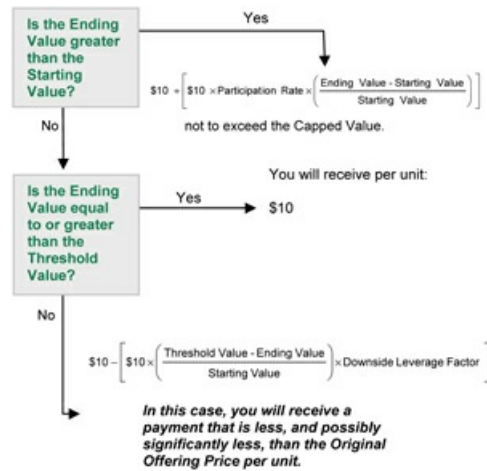 Is the Ending
Value greater
than the
Starting
Value?
Yes
$10 + [ $10 × Participation Rate × ( Ending Value - Starting Value
Starting Value ) ]
not to exceed the Capped Value.
No
Is the Ending
Value equal
to or greater
than the
Threshold
Value?
Yes
You will receive per unit:
$10
No
$10 − [ $10 × ( Threshold Value - Ending Value
Starting Value ) × Downside Leverage Factor ]
In this case, you will receive a
payment that is less, and possibly
significantly less, than the Original
Offering Price per unit.